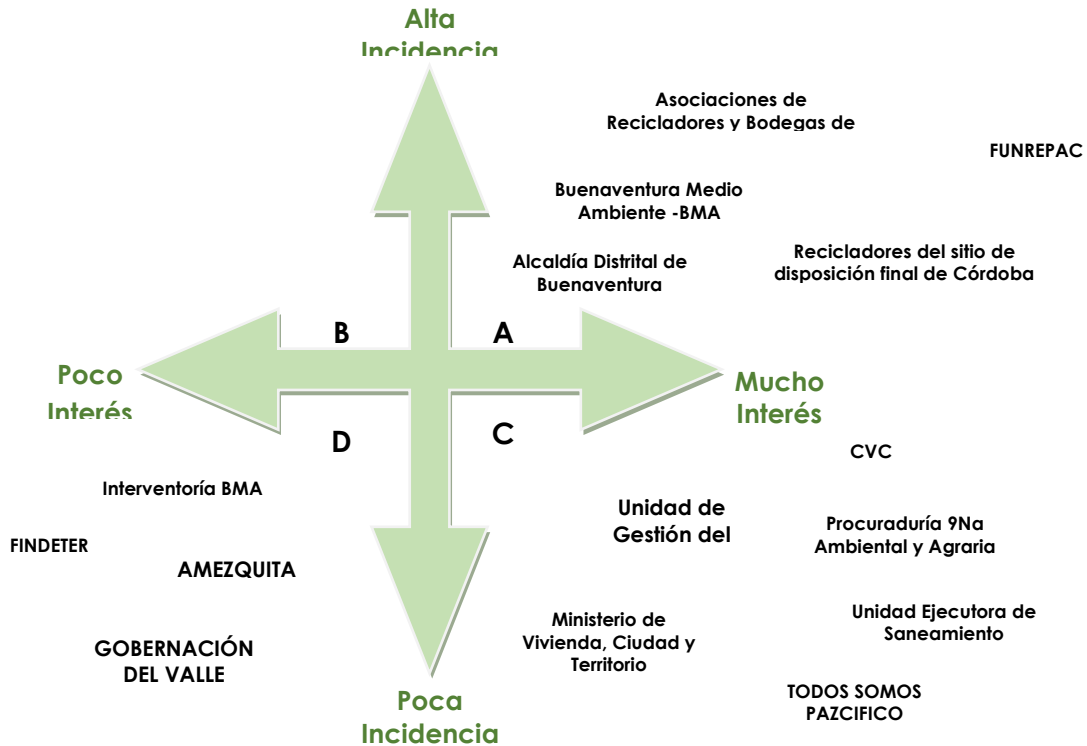 Alta
Incidencia
Asociaciones de
Recicladores y Bodegas de
FUNREPAC
Buenaventura Medio
Ambiente -BMA
Recicladores del sitio de
disposición final de Córdoba
Alcaldía Distrital de
Buenaventura
B
A
Poco
Interés
Mucho
Interés
D
C
CVC
Interventoría BMA
Unidad de
Gestión del
Procuraduría 9Na
Ambiental y Agraria
FINDETER
AMEZQUITA
Ministerio de
Vivienda, Ciudad y
Territorio
Unidad Ejecutora de
Saneamiento
GOBERNACIÓN
DEL VALLE
TODOS SOMOS
PAZCIFICO
Poca
Incidencia